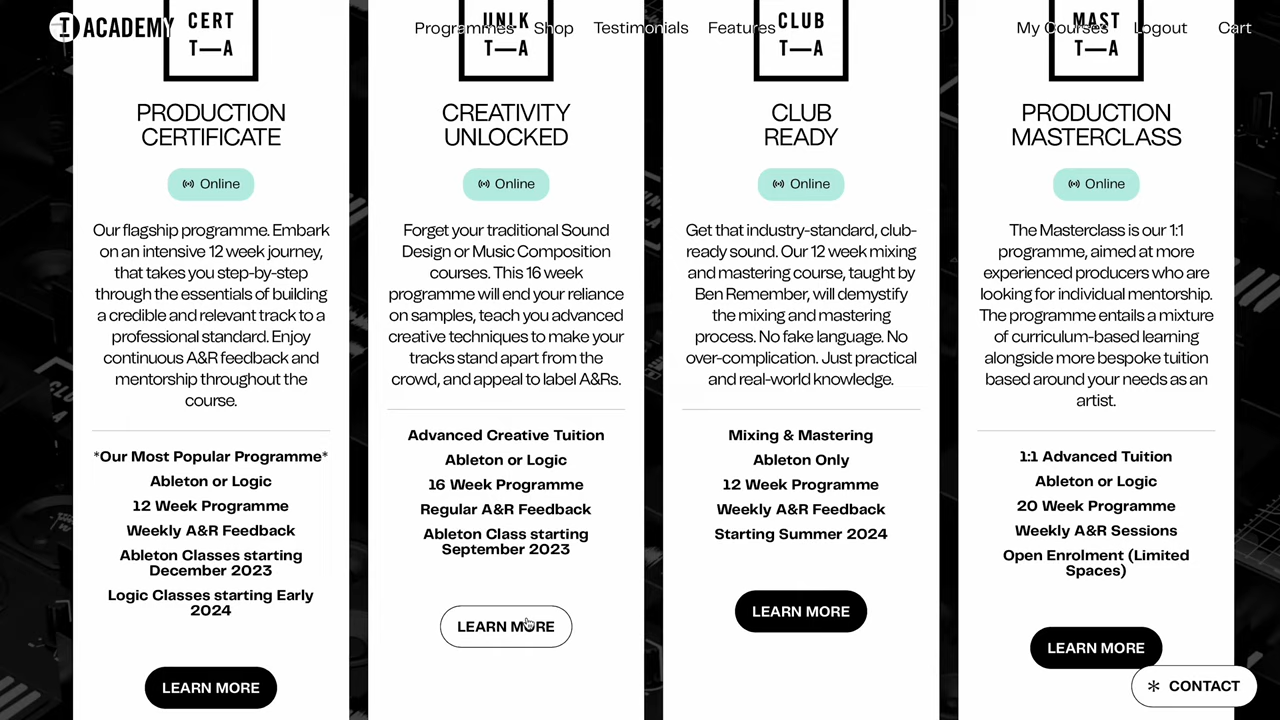 ACADEMY
Programmes
Shop
Testimonials
Features
My Courses
Logout
Cart
CERT
T—A
PRODUCTION
CERTIFICATE
Online
Our flagship programme. Embark
on an intensive 12 week journey,
that takes you step-by-step
through the essentials of building
a credible and relevant track to a
professional standard. Enjoy
continuous A&R feedback and
mentorship throughout the
course.
*Our Most Popular Programme*
Ableton or Logic
12 Week Programme
Weekly A&R Feedback
Ableton Classes starting
December 2023
Logic Classes starting Early
2024
LEARN MORE
UNLK
T—A
CREATIVITY
UNLOCKED
Online
Forget your traditional Sound
Design or Music Composition
courses. This 16 week
programme will end your reliance
on samples, teach you advanced
creative techniques to make your
tracks stand apart from the
crowd, and appeal to label A&Rs.
Advanced Creative Tuition
Ableton or Logic
16 Week Programme
Regular A&R Feedback
Ableton Class starting
September 2023
LEARN MORE
CLUB
T—A
CLUB
READY
Online
Get that industry-standard, club-
ready sound. Our 12 week mixing
and mastering course, taught by
Ben Remember, will demystify
the mixing and mastering
process. No fake language. No
over-complication. Just practical
and real-world knowledge.
Mixing & Mastering
Ableton Only
12 Week Programme
Weekly A&R Feedback
Starting Summer 2024
LEARN MORE
MAST
T—A
PRODUCTION
MASTERCLASS
Online
The Masterclass is our 1:1
programme, aimed at more
experienced producers who are
looking for individual mentorship.
The programme entails a mixture
of curriculum-based learning
alongside more bespoke tuition
based around your needs as an
artist.
1:1 Advanced Tuition
Ableton or Logic
20 Week Programme
Weekly A&R Sessions
Open Enrolment (Limited
Spaces)
LEARN MORE
CONTACT